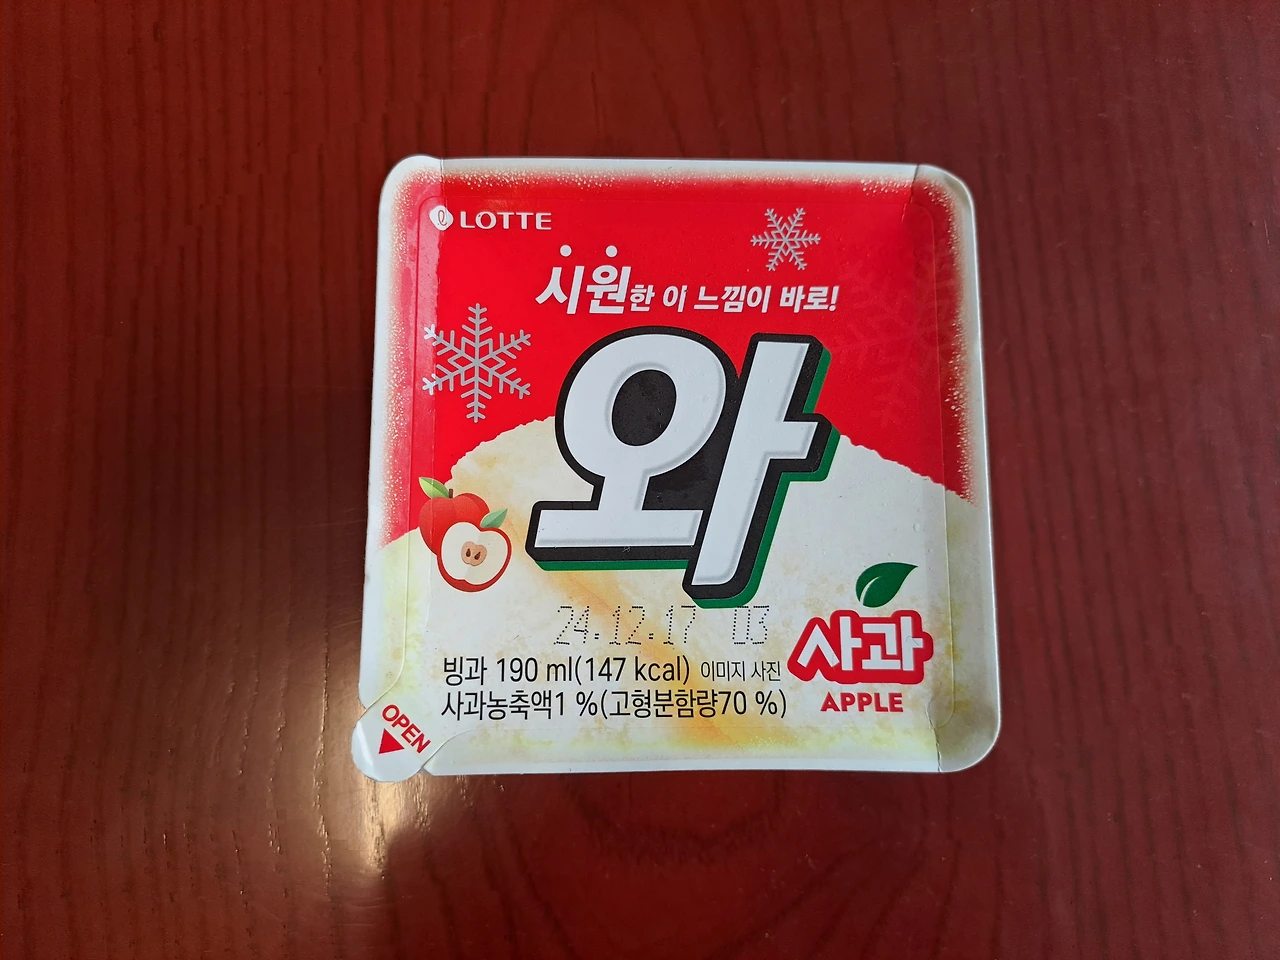 LOTTE
시원한 이 느낌이 바로!
와
24.12.17 03
사과
APPLE
빙과 190 ml(147 kcal) 이미지 사진
사과농축액1 %(고형분함량70 %)
OPEN